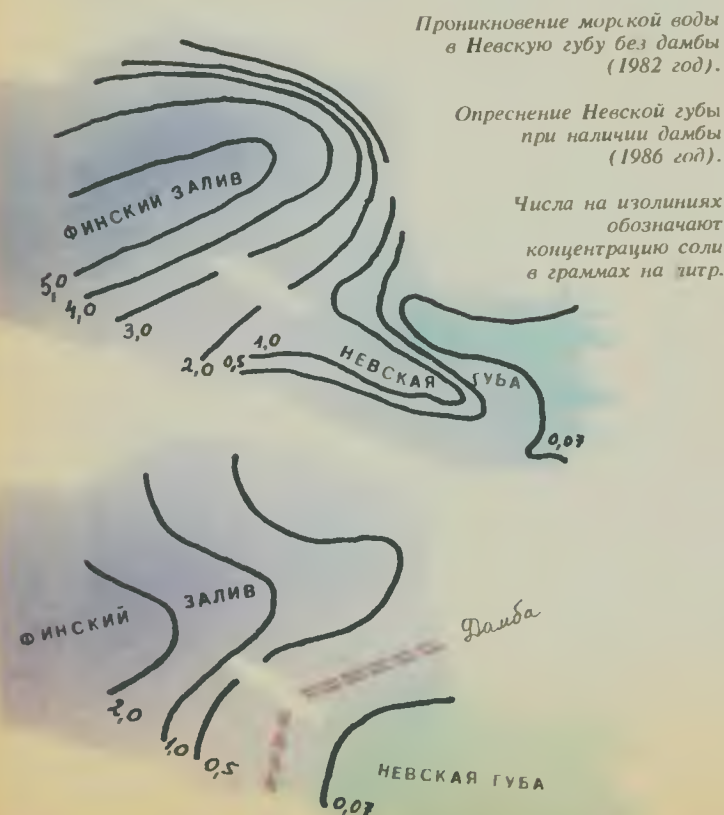 Проникновение морской воды
в Невскую губу без дамбы
(1982 год).
Опреснение Невской губы
при наличии дамбы
(1986 год).
Числа на изолиниях
обозначают
концентрацию соли
в граммах на литр.
ФИНСКИЙ ЗАЛИВ
5,0
4,0
3,0
2,0
0,5
1,0
НЕВСКАЯ ГУБА
0,07
ФИНСКИЙ ЗАЛИВ
Дамба
2,0
1,0
0,5
НЕВСКАЯ ГУБА
0,07